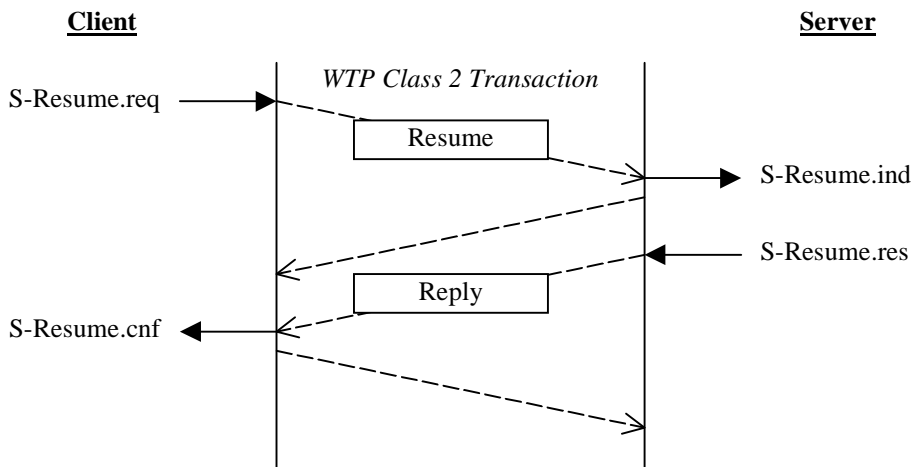 Client
Server
WTP Class 2 Transaction
S-Resume.req
Resume
S-Resume.ind
S-Resume.res
Reply
S-Resume.cnf